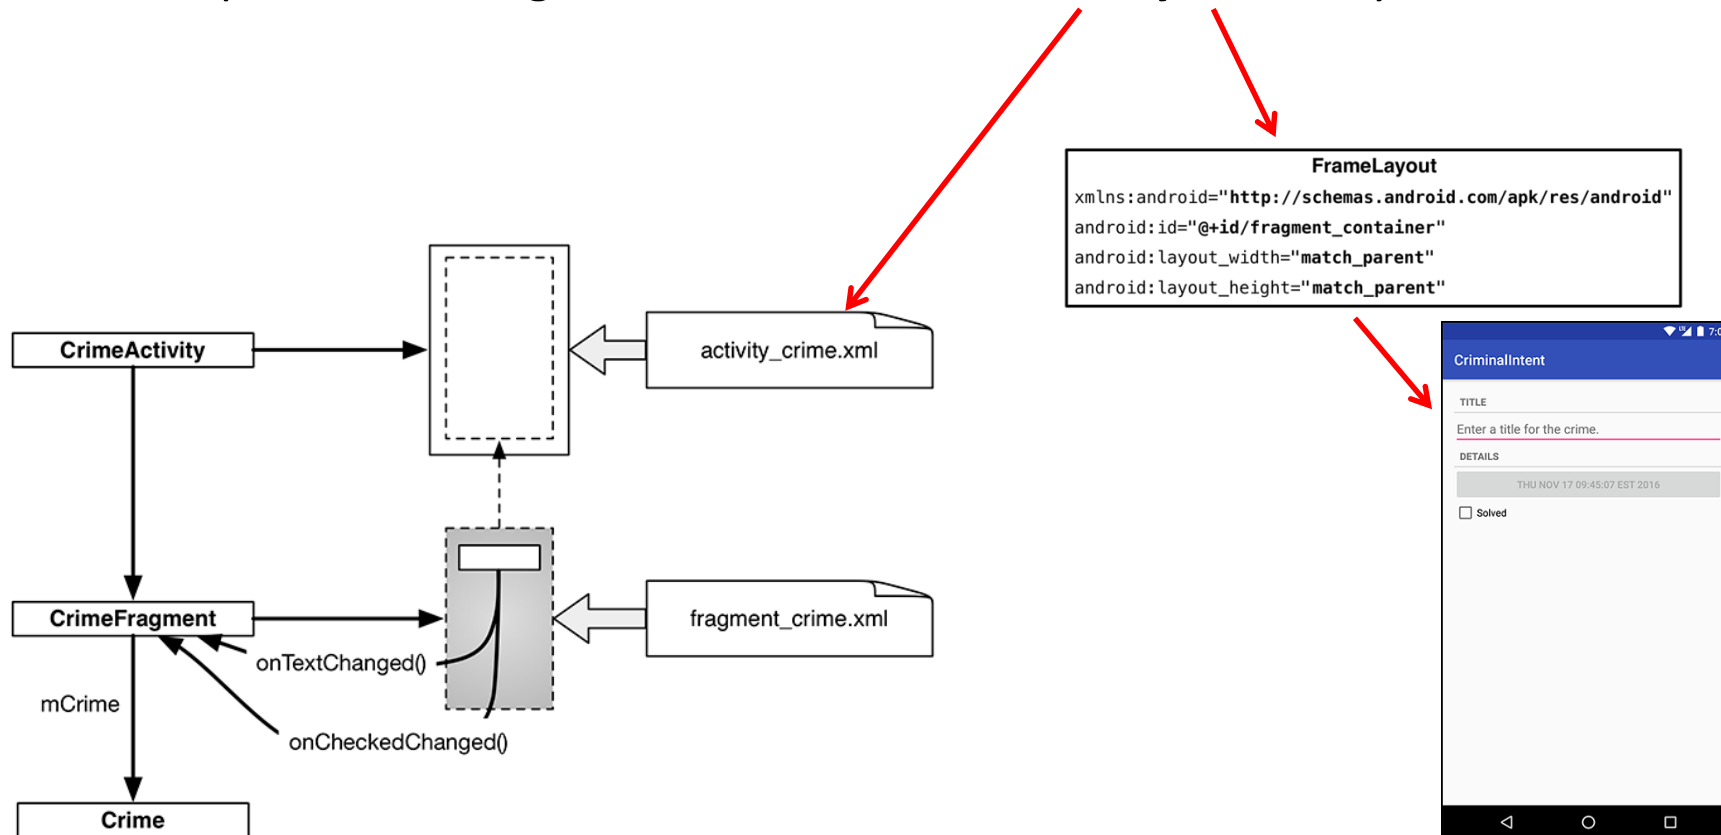 FrameLayout
xmlns:android="http://schemas.android.com/apk/res/android"
android:id="@+id/fragment_container"
android:layout_width="match_parent"
android:layout_height="match_parent"
CrimeActivity
activity_crime.xml
CrimeFragment
fragment_crime.xml
onTextChanged()
mCrime
onCheckedChanged()
Crime
7:0
CriminalIntent
TITLE
Enter a title for the crime.
DETAILS
THU NOV 17 09:45:07 EST 2016
Solved